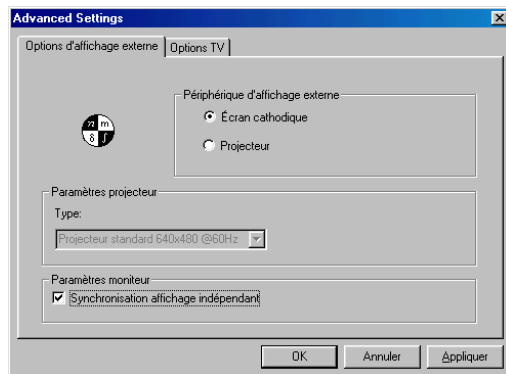 Advanced Settings
Options d'affichage externe
Options TV
n m
δ ∫
Périphérique d'affichage externe
Écran cathodique
Projecteur
Paramètres projecteur
Type:
Projecteur standard 640x480 @60Hz
Paramètres moniteur
Synchronisation affichage indépendant
OK
Annuler
Appliquer